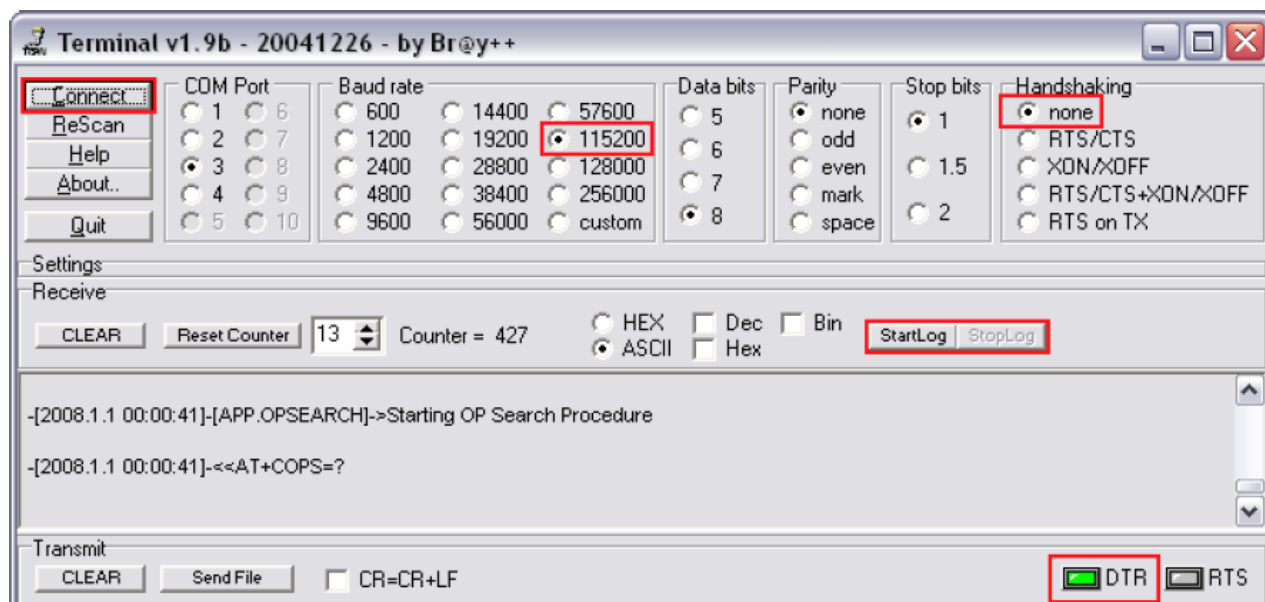 Terminal v1.9b - 20041226 - by Br@y++
Connect
ReScan
Help
About..
Quit
COM Port
1 6
2 7
3 8
4 9
5 10
Baud rate
600 14400 57600
1200 19200 115200
2400 28800 128000
4800 38400 256000
9600 56000 custom
Data bits
5
6
7
8
Parity
none
odd
even
mark
space
Stop bits
1
1.5
2
Handshaking
none
RTS/CTS
XON/XOFF
RTS/CTS+XON/XOFF
RTS on TX
Settings
Receive
CLEAR Reset Counter 13 Counter = 427
HEX Dec Bin
ASCII Hex
StartLog StopLog
-[2008.1.1 00:00:41]-[APP.OPSEARCH]->Starting OP Search Procedure
-[2008.1.1 00:00:41]-<<AT+COPS=?
Transmit
CLEAR Send File CR=CR+LF DTR RTS